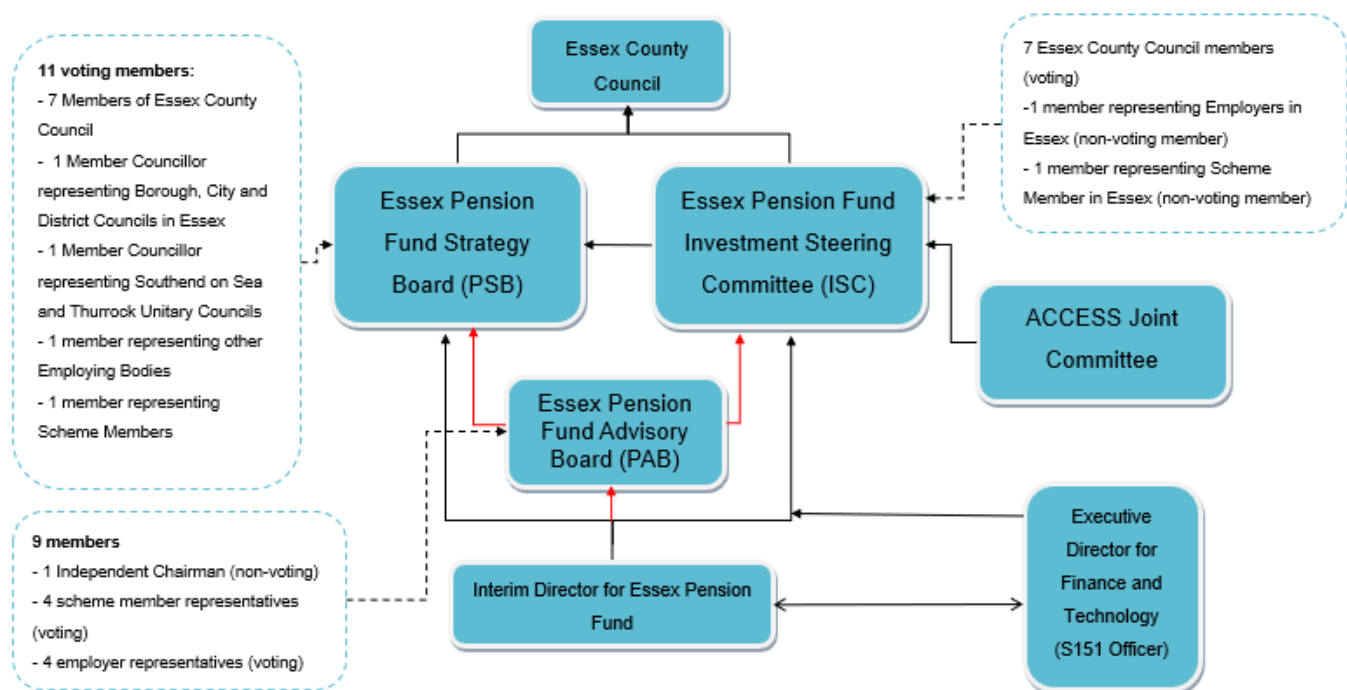 Essex County
Council
11 voting members:
- 7 Members of Essex County
Council
- 1 Member Councillor
representing Borough, City and
District Councils in Essex
- 1 Member Councillor
representing Southend on Sea
and Thurrock Unitary Councils
- 1 member representing other
Employing Bodies
- 1 member representing
Scheme Members
7 Essex County Council members
(voting)
-1 member representing Employers in
Essex (non-voting member)
- 1 member representing Scheme
Member in Essex (non-voting member)
Essex Pension
Fund Strategy
Board (PSB)
Essex Pension Fund
Investment Steering
Committee (ISC)
ACCESS Joint
Committee
Essex Pension
Fund Advisory
Board (PAB)
9 members
- 1 Independent Chairman (non-voting)
- 4 scheme member representatives
(voting)
- 4 employer representatives (voting)
Interim Director for Essex Pension
Fund
Executive
Director for
Finance and
Technology
(S151 Officer)